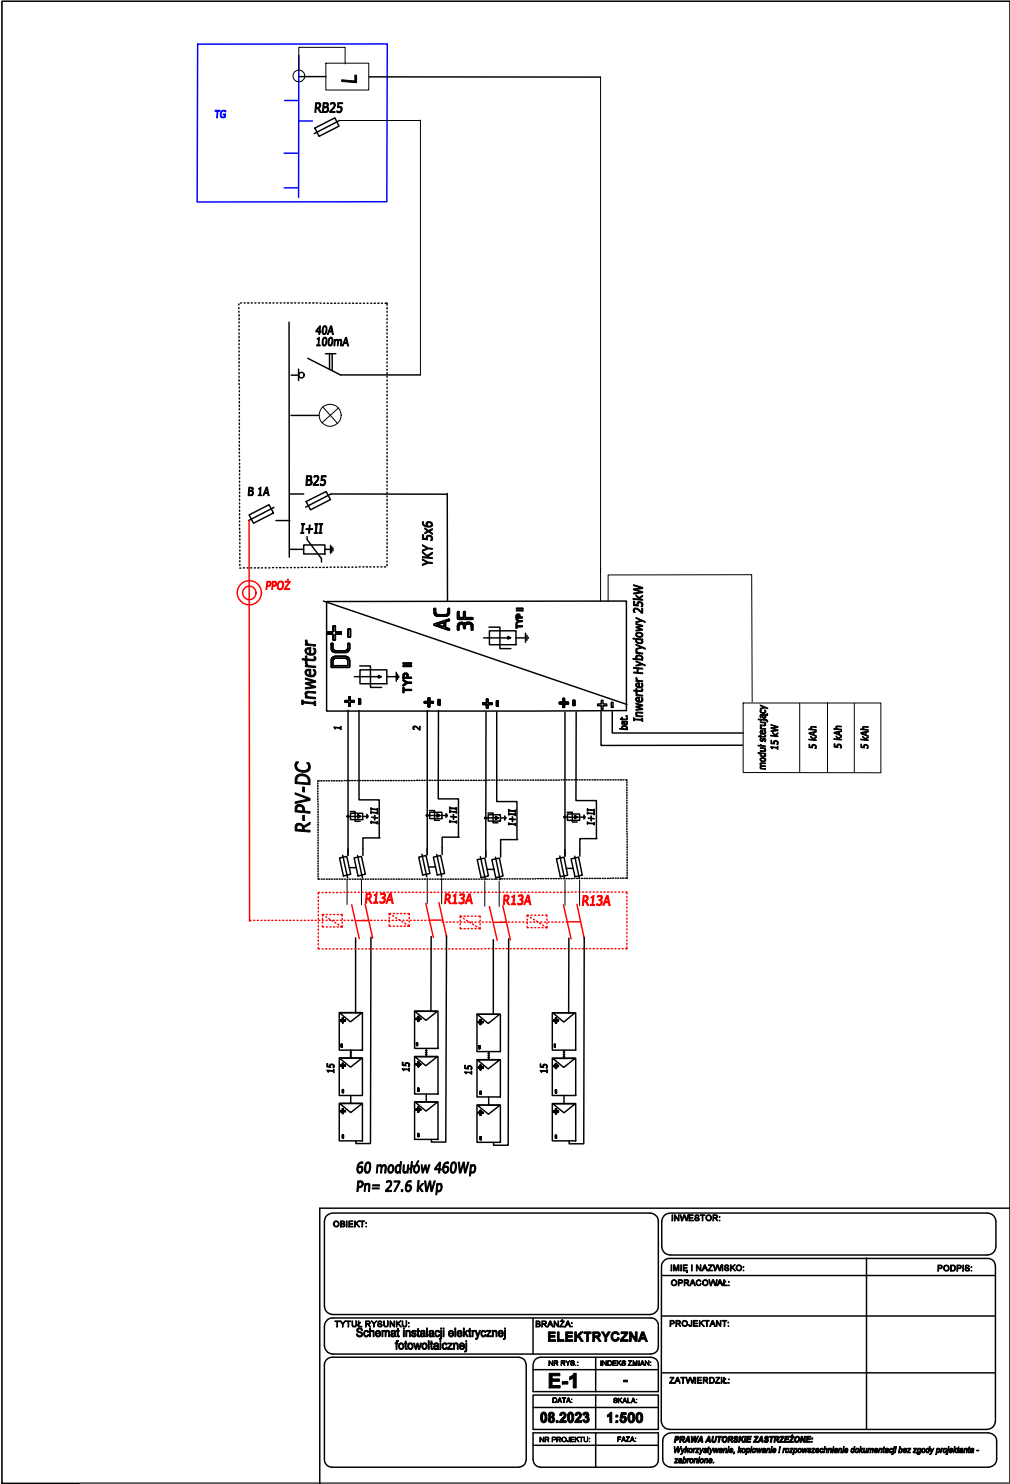 L
RB25
TG
40A
100mA
B 1A
B25
I+II
YKY 5x6
PPOŻ
Inwerter
DC+-
AC
3F
TYP II
TYP II
Inwerter Hybrydowy 25kW
+ -
+ -
+ -
+ -
+ -
1
2
bat.
moduł sterujący
15 kW
5 kAh
5 kAh
5 kAh
R-PV-DC
I+II
I+II
I+II
I+II
R13A
R13A
R13A
R13A
15
15
15
15
60 modułów 460Wp
Pn= 27.6 kWp
OBIEKT:
INWESTOR:
IMIĘ I NAZWISKO:
PODPIS:
OPRACOWAŁ:
TYTUŁ RYSUNKU:
Schemat instalacji elektrycznej
fotowoltaicznej
BRANŻA:
ELEKTRYCZNA
PROJEKTANT:
NR RYS.:
INDEKS ZMIAN:
E-1
-
ZATWIERDZIŁ:
DATA:
SKALA:
08.2023
1:500
NR PROJEKTU:
FAZA:
PRAWA AUTORSKIE ZASTRZEŻONE:
Wykorzystywanie, kopiowanie i rozpowszechnianie dokumentacji bez zgody projektanta -
zabronione.